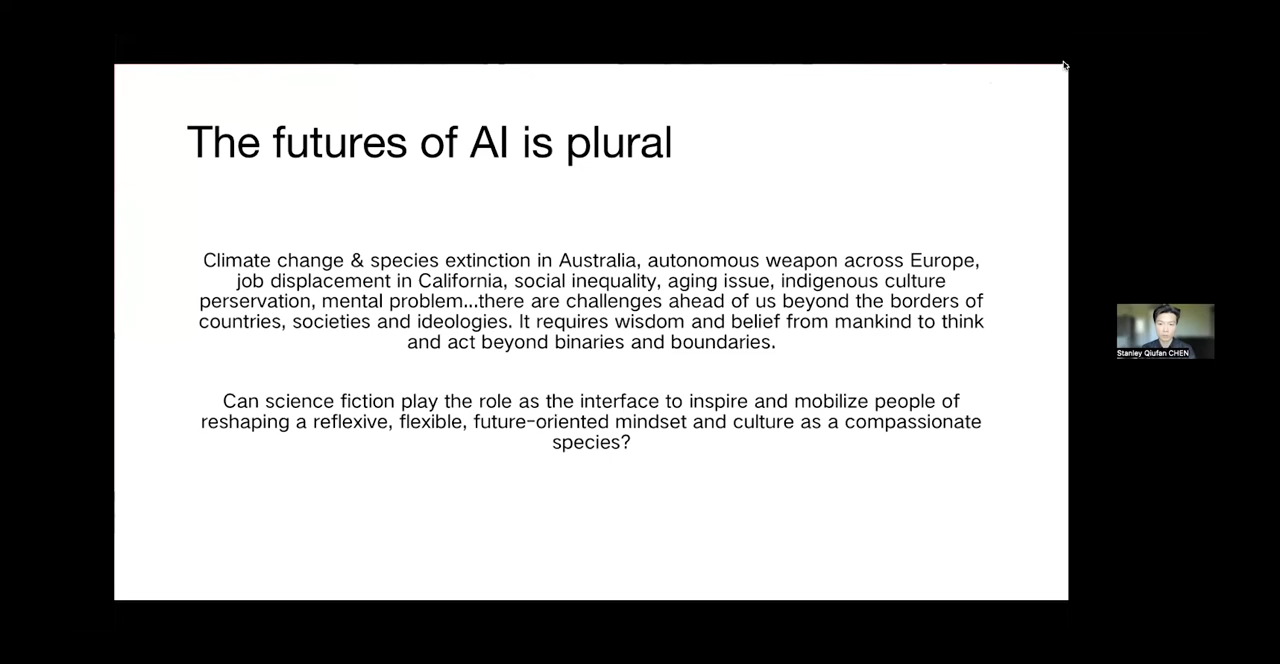 The futures of AI is plural
Climate change & species extinction in Australia, autonomous weapon across Europe,
job displacement in California, social inequality, aging issue, indigenous culture
perservation, mental problem...there are challenges ahead of us beyond the borders of
countries, societies and ideologies. It requires wisdom and belief from mankind to think
and act beyond binaries and boundaries.
Can science fiction play the role as the interface to inspire and mobilize people of
reshaping a reflexive, flexible, future-oriented mindset and culture as a compassionate
species?
Stanley Qiufan CHEN